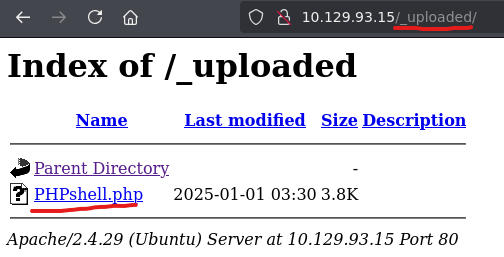 10.129.93.15/_uploaded/
Index of /_uploaded
Name Last modified Size Description
Parent Directory -
PHPshell.php 2025-01-01 03:30 3.8K
Apache/2.4.29 (Ubuntu) Server at 10.129.93.15 Port 80